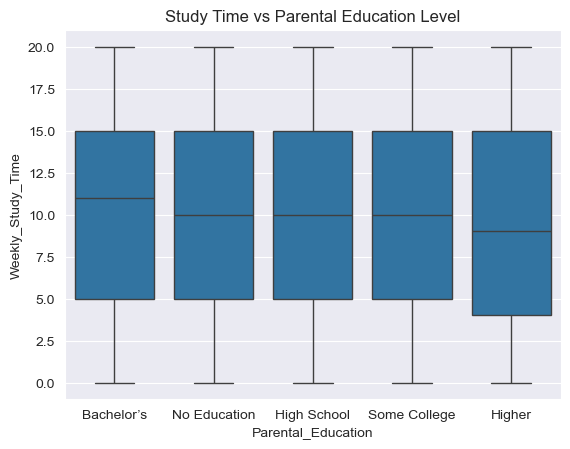 Study Time vs Parental Education Level
20.0
17.5
15.0
12.5
10.0
7.5
5.0
2.5
0.0
Weekly_Study_Time
Bachelor’s No Education High School Some College Higher
Parental_Education